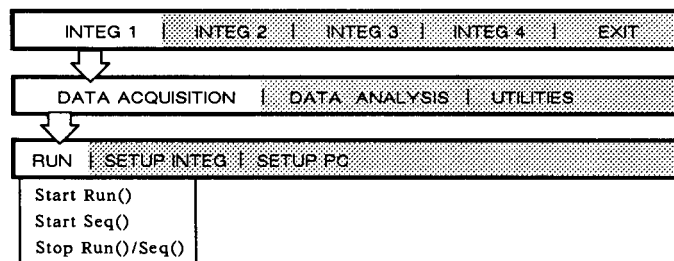 INTEG 1 | INTEG 2 | INTEG 3 | INTEG 4 | EXIT
DATA ACQUISITION | DATA ANALYSIS | UTILITIES
RUN | SETUP INTEG | SETUP PC
Start Run()
Start Seq()
Stop Run()/Seq()